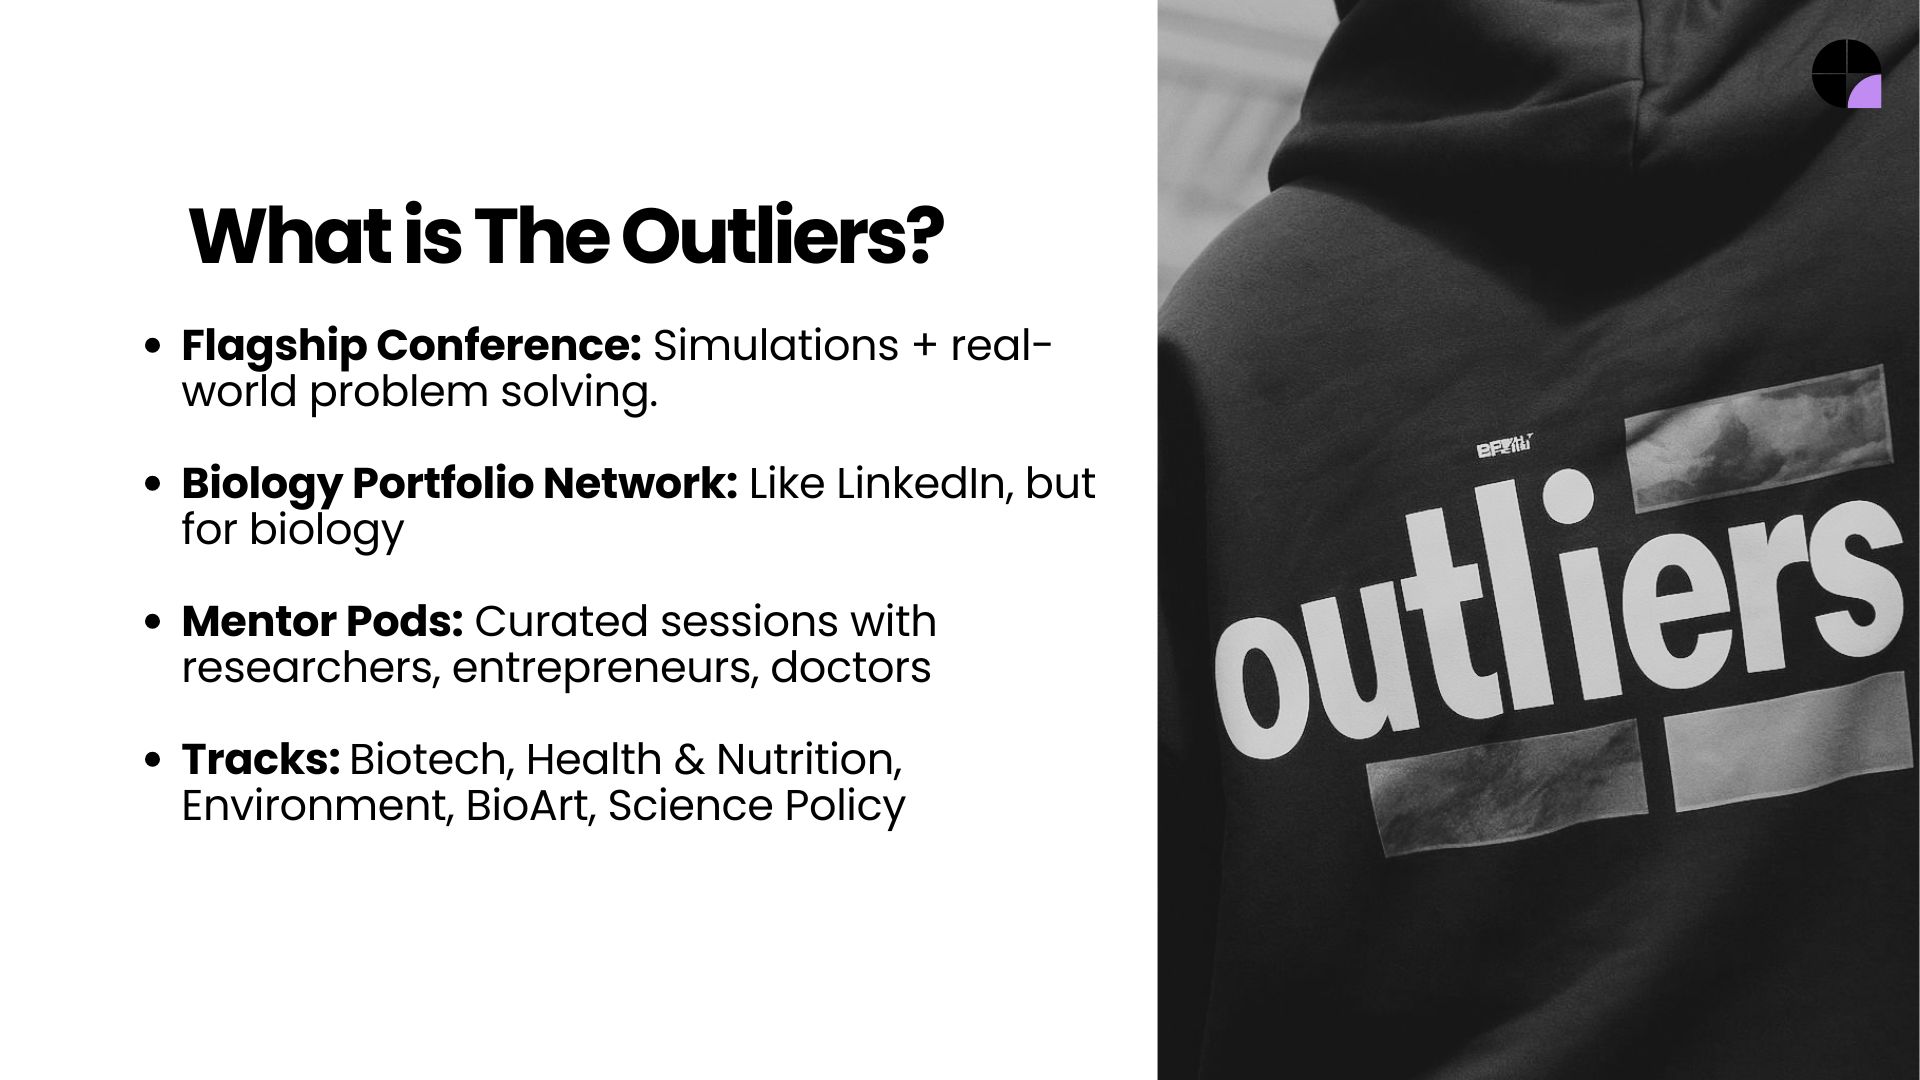 What is The Outliers?
• Flagship Conference: Simulations + real-
world problem solving.
• Biology Portfolio Network: Like LinkedIn, but
for biology
• Mentor Pods: Curated sessions with
researchers, entrepreneurs, doctors
• Tracks: Biotech, Health & Nutrition,
Environment, BioArt, Science Policy
outliers